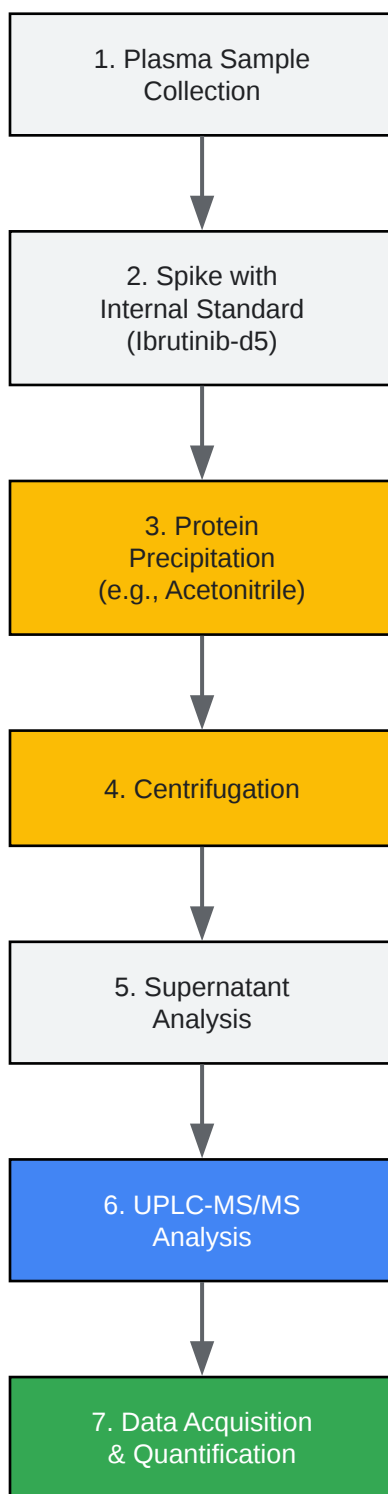 1. Plasma Sample
Collection
2. Spike with
Internal Standard
(Ibrutinib-d5)
3. Protein
Precipitation
(e.g., Acetonitrile)
4. Centrifugation
5. Supernatant
Analysis
6. UPLC-MS/MS
Analysis
7. Data Acquisition
& Quantification